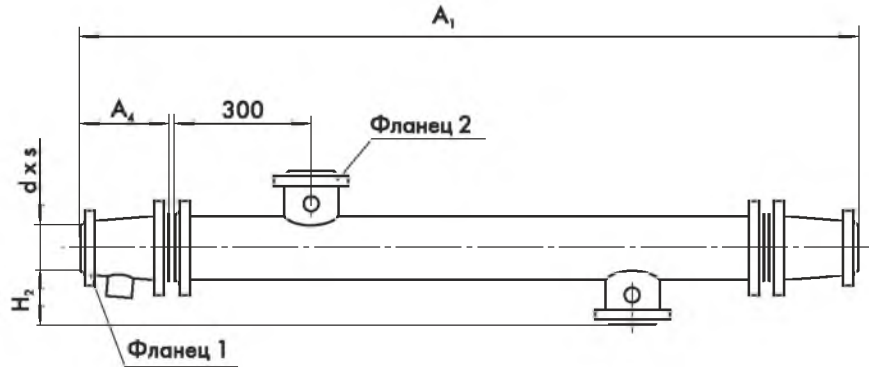 A₁
A₄
300
Фланец 2
d x s
H₂
Фланец 1